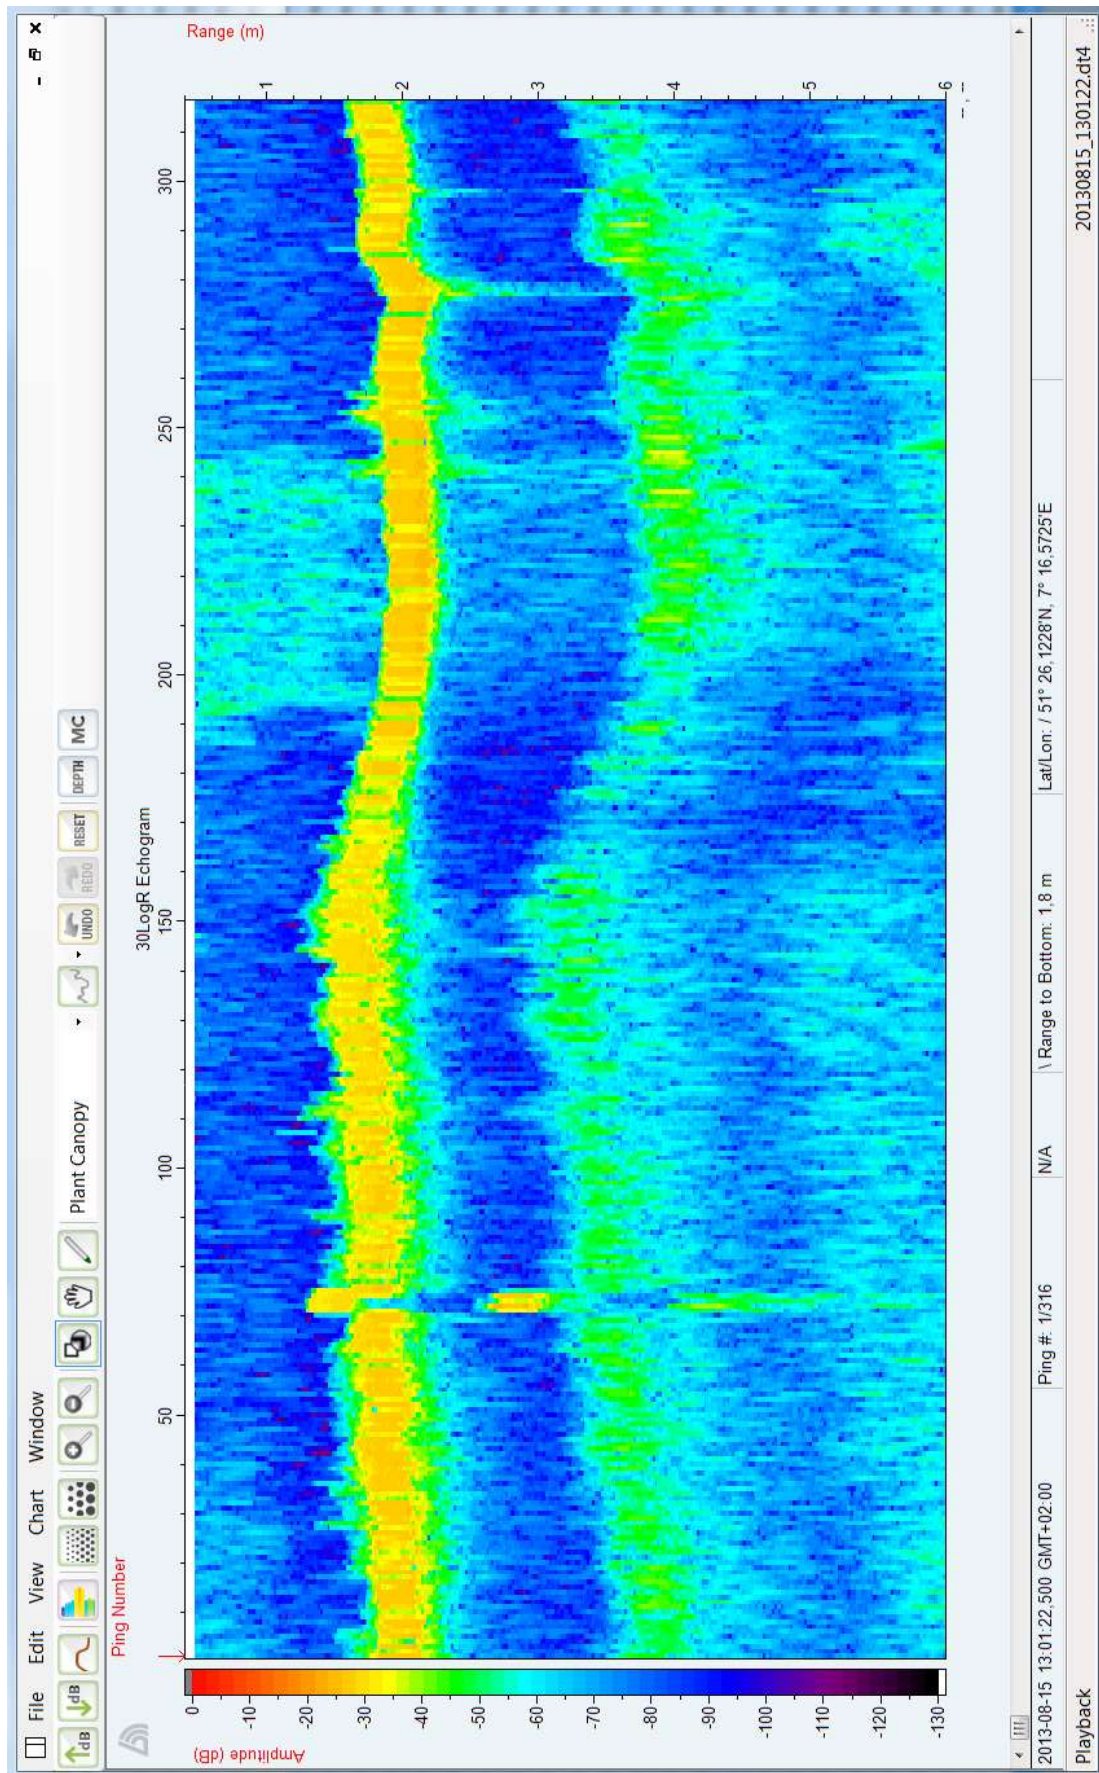 File Edit View Chart Window
dB dB Plant Canopy UNDO REDO RESET DEPTH MC
30LogR Echogram
Ping Number
50 100 150 200 250 300
Range (m)
1
2
3
4
5
6
--,--
Amplitude (dB)
0
-10
-20
-30
-40
-50
-60
-70
-80
-90
-100
-110
-120
-130
2013-08-15 13:01:22,500 GMT+02:00 Ping #: 1/316 N/A \ Range to Bottom: 1,8 m Lat/Lon: / 51° 26,1228'N, 7° 16,5725'E
Playback 20130815_130122.dt4